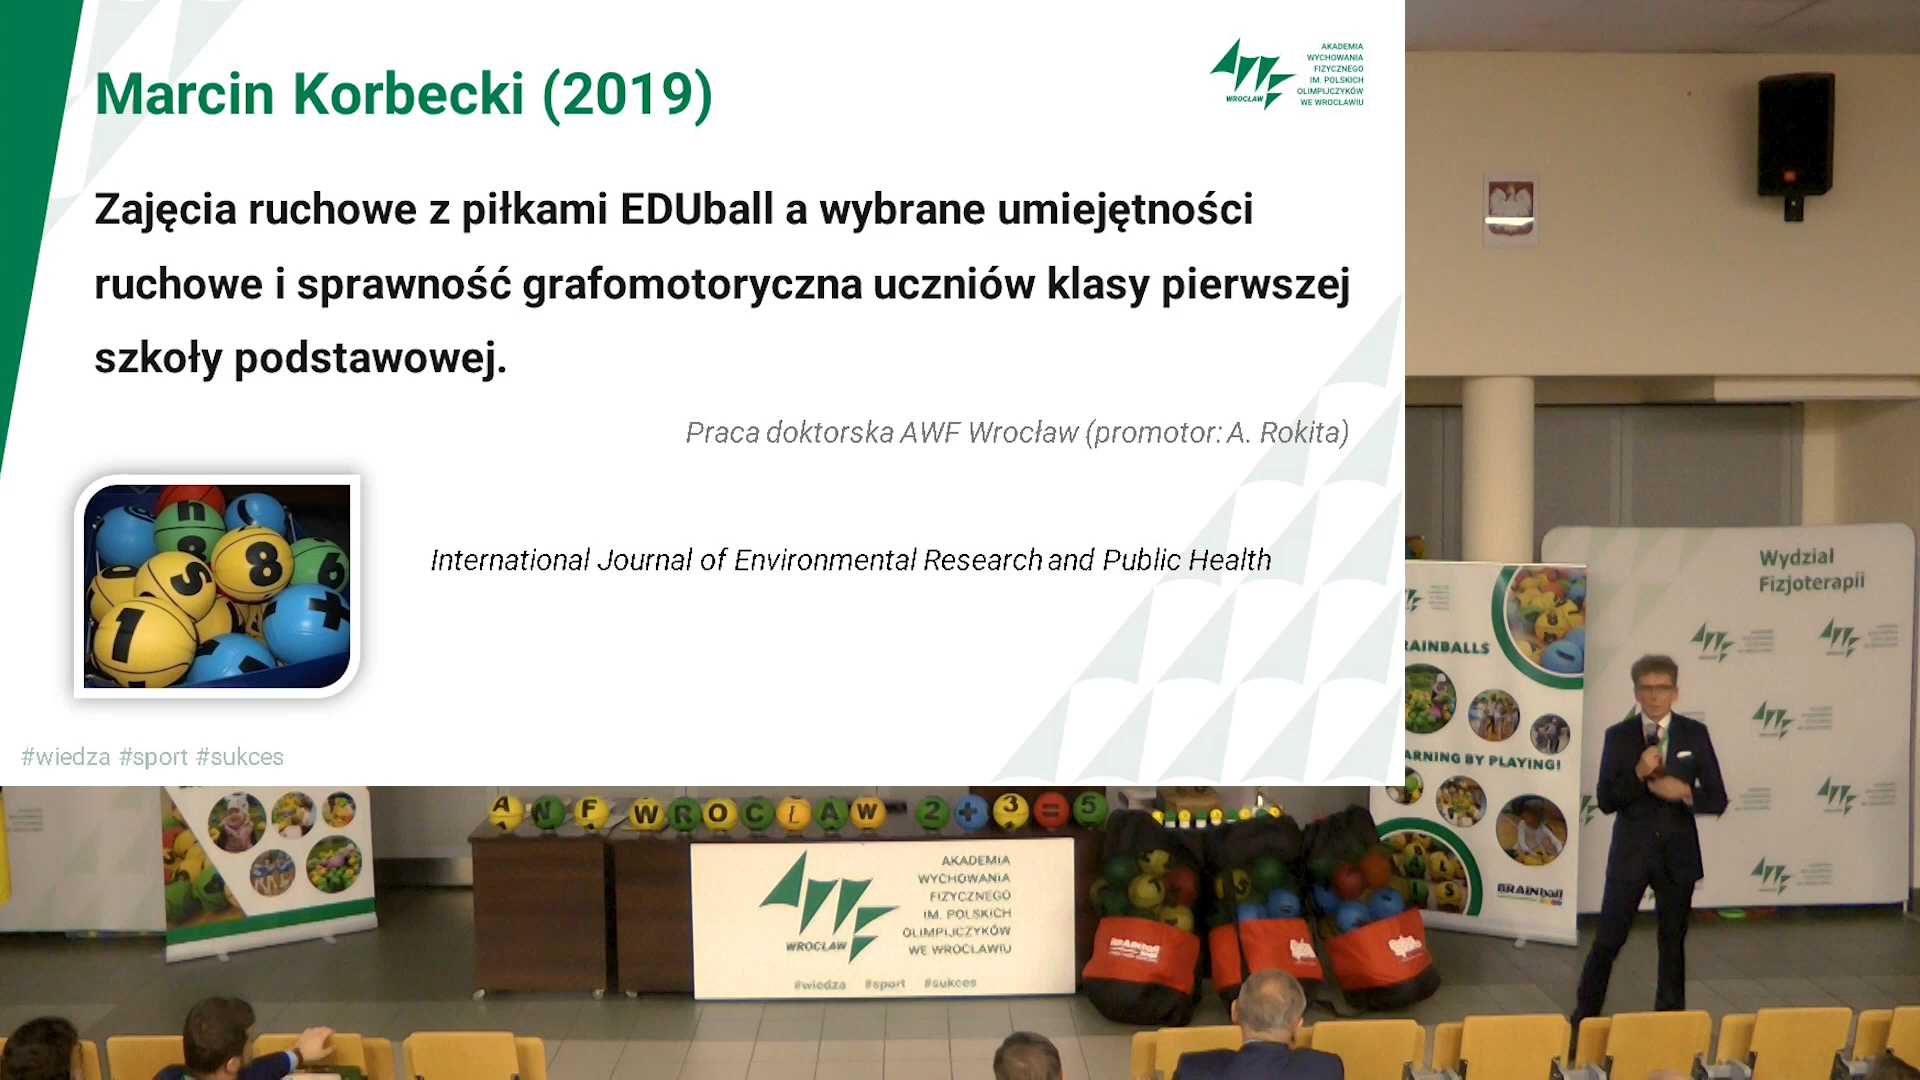 Marcin Korbecki (2019)
AKADEMIA
WYCHOWANIA
FIZYCZNEGO
IM. POLSKICH
OLIMPIJCZYKÓW
WE WROCŁAWIU
WROCŁAW
Zajęcia ruchowe z piłkami EDUball a wybrane umiejętności
ruchowe i sprawność grafomotoryczna uczniów klasy pierwszej
szkoły podstawowej.
Praca doktorska AWF Wrocław (promotor: A. Rokita)
International Journal of Environmental Research and Public Health
#wiedza #sport #sukces
Wydział
Fizjoterapii
RAINBALLS
ARNING BY PLAYING!
BRAINball
AWF WROCŁAW 2+3=5
AKADEMIA
WYCHOWANIA
FIZYCZNEGO
IM. POLSKICH
OLIMPIJCZYKÓW
WE WROCŁAWIU
WROCŁAW
#wiedza #sport #sukces
BRAINball